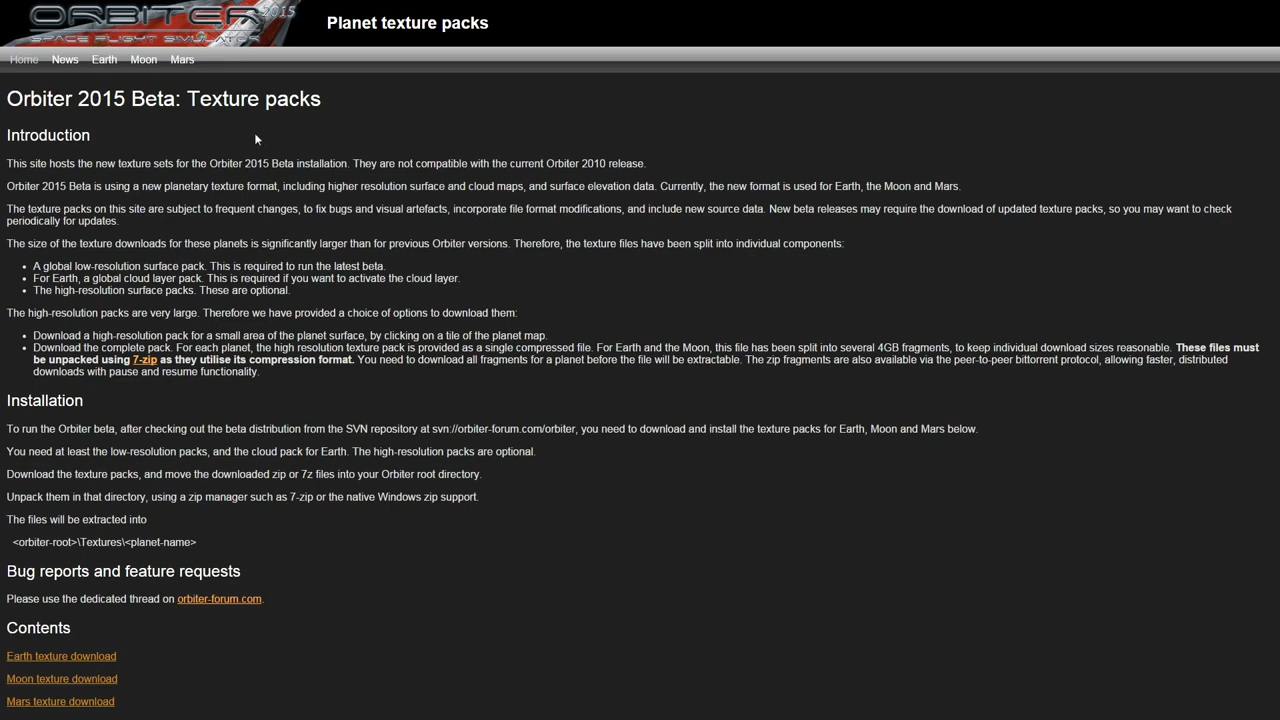 ORBITER 2015
SPACE FLIGHT SIMULATOR
Planet texture packs
Home News Earth Moon Mars
Orbiter 2015 Beta: Texture packs
Introduction
This site hosts the new texture sets for the Orbiter 2015 Beta installation. They are not compatible with the current Orbiter 2010 release.
Orbiter 2015 Beta is using a new planetary texture format, including higher resolution surface and cloud maps, and surface elevation data. Currently, the new format is used for Earth, the Moon and Mars.
The texture packs on this site are subject to frequent changes, to fix bugs and visual artefacts, incorporate file format modifications, and include new source data. New beta releases may require the download of updated texture packs, so you may want to check
periodically for updates.
The size of the texture downloads for these planets is significantly larger than for previous Orbiter versions. Therefore, the texture files have been split into individual components:
• A global low-resolution surface pack. This is required to run the latest beta.
• For Earth, a global cloud layer pack. This is required if you want to activate the cloud layer.
• The high-resolution surface packs. These are optional.
The high-resolution packs are very large. Therefore we have provided a choice of options to download them:
• Download a high-resolution pack for a small area of the planet surface, by clicking on a tile of the planet map.
• Download the complete pack. For each planet, the high resolution texture pack is provided as a single compressed file. For Earth and the Moon, this file has been split into several 4GB fragments, to keep individual download sizes reasonable. These files must
be unpacked using 7-zip as they utilise its compression format. You need to download all fragments for a planet before the file will be extractable. The zip fragments are also available via the peer-to-peer bittorrent protocol, allowing faster, distributed
downloads with pause and resume functionality.
Installation
To run the Orbiter beta, after checking out the beta distribution from the SVN repository at svn://orbiter-forum.com/orbiter, you need to download and install the texture packs for Earth, Moon and Mars below.
You need at least the low-resolution packs, and the cloud pack for Earth. The high-resolution packs are optional.
Download the texture packs, and move the downloaded zip or 7z files into your Orbiter root directory.
Unpack them in that directory, using a zip manager such as 7-zip or the native Windows zip support.
The files will be extracted into
<orbiter-root>\Textures\<planet-name>
Bug reports and feature requests
Please use the dedicated thread on orbiter-forum.com.
Contents
Earth texture download
Moon texture download
Mars texture download